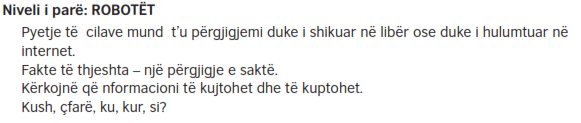 Niveli i parë: ROBOTËT
Pyetje të cilave mund t'u përgjigjemi duke i shikuar në libër ose duke i hulumtuar në
internet.
Fakte të thjeshta – një përgjigje e saktë.
Kërkojnë që nformacioni të kujtohet dhe të kuptohet.
Kush, çfarë, ku, kur, si?